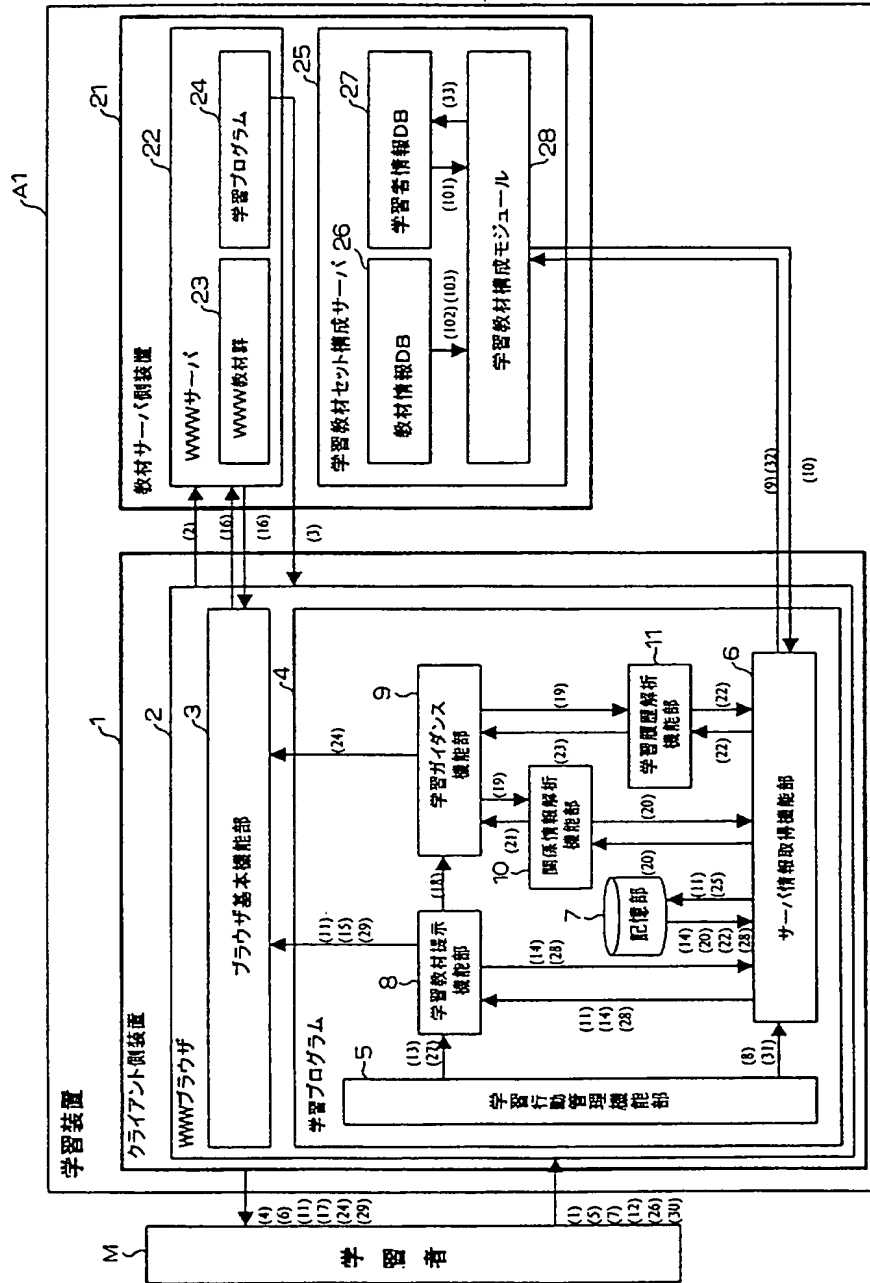 A1
学習装置
クライアント側装置
1
WWWブラウザ
2
ブラウザ基本機能部
3
学習プログラム
4
学習行動管理機能部
5
サーバ情報取得機能部
6
記憶部
7
学習教材提示
機能部
8
学習ガイダンス
機能部
9
関係情報解析
機能部
10
学習履歴解析
機能部
11
教材サーバ側装置
21
WWWサーバ
22
WWW教材群
23
学習プログラム
24
学習教材セット構成サーバ
25
教材情報DB
26
学習者情報DB
27
学習教材構成モジュール
28
M
学習者
(4)
(6)
(11)
(17)
(24)
(29)
(1)
(5)
(7)
(12)
(26)
(30)
(2)
(16)
(16)
(3)
(9)(32)
(10)
(102)(103)
(101)
(33)
(11)
(15)
(29)
(24)
(18)
(13)
(27)
(14)
(28)
(11)
(14)
(28)
(8)
(31)
(19)
(21)
(19)
(23)
(20)
(20)
(22)
(22)
(11)
(25)
(14)
(20)
(22)
(28)